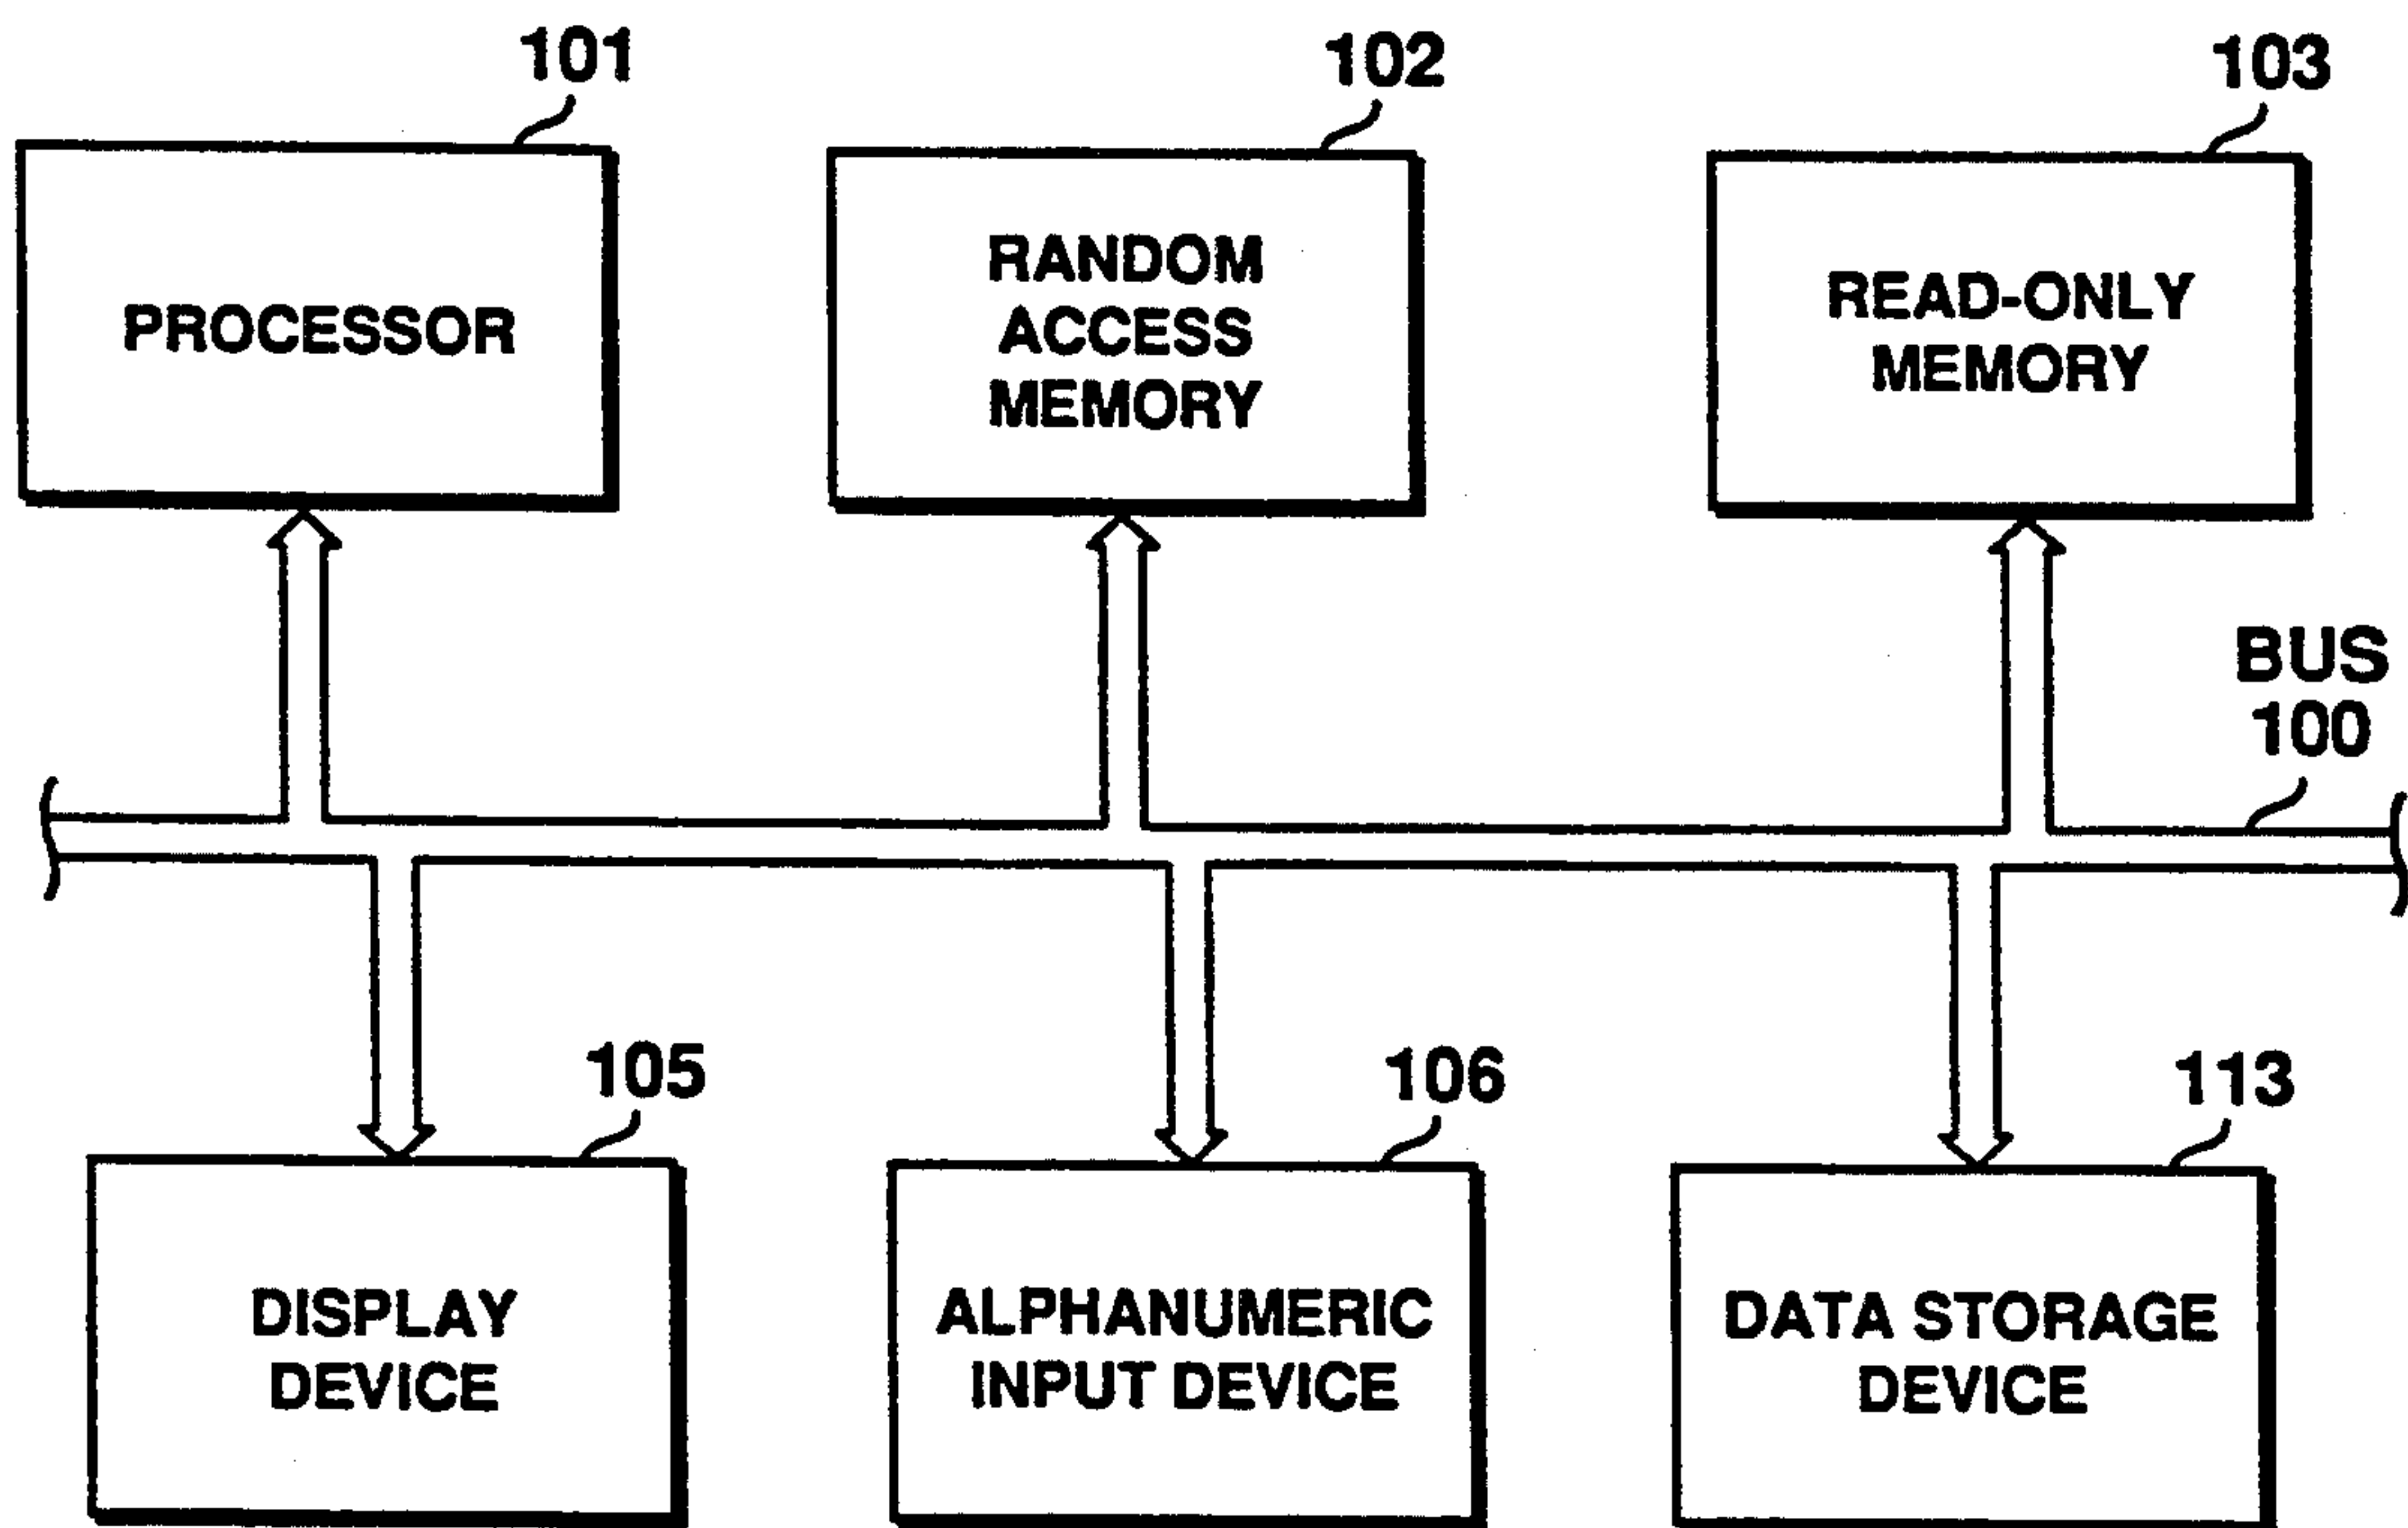 101
102
103
PROCESSOR
RANDOM
ACCESS
MEMORY
READ-ONLY
MEMORY
BUS
100
105
106
113
DISPLAY
DEVICE
ALPHANUMERIC
INPUT DEVICE
DATA STORAGE
DEVICE